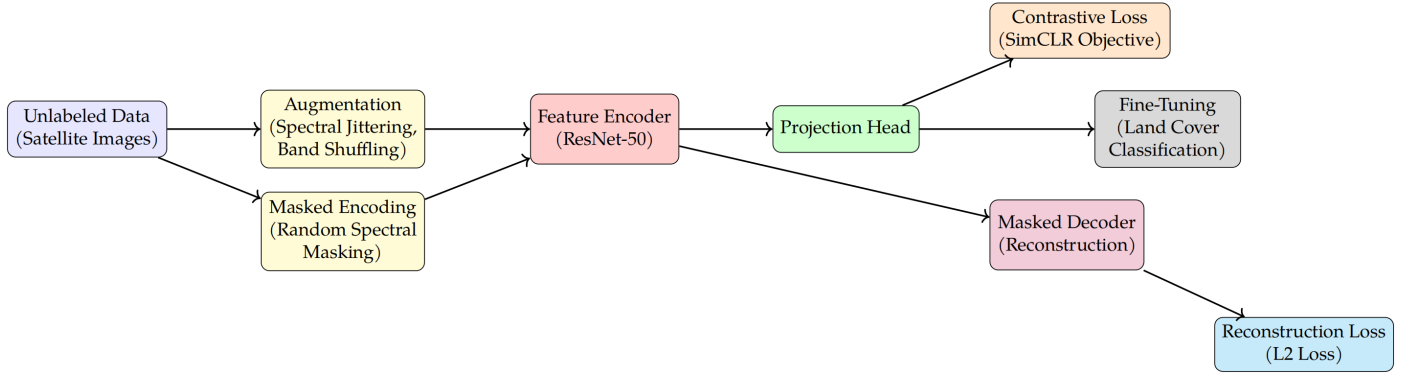 Unlabeled Data
(Satellite Images)
Augmentation
(Spectral Jittering,
Band Shuffling)
Masked Encoding
(Random Spectral
Masking)
Feature Encoder
(ResNet-50)
Projection Head
Contrastive Loss
(SimCLR Objective)
Fine-Tuning
(Land Cover
Classification)
Masked Decoder
(Reconstruction)
Reconstruction Loss
(L2 Loss)